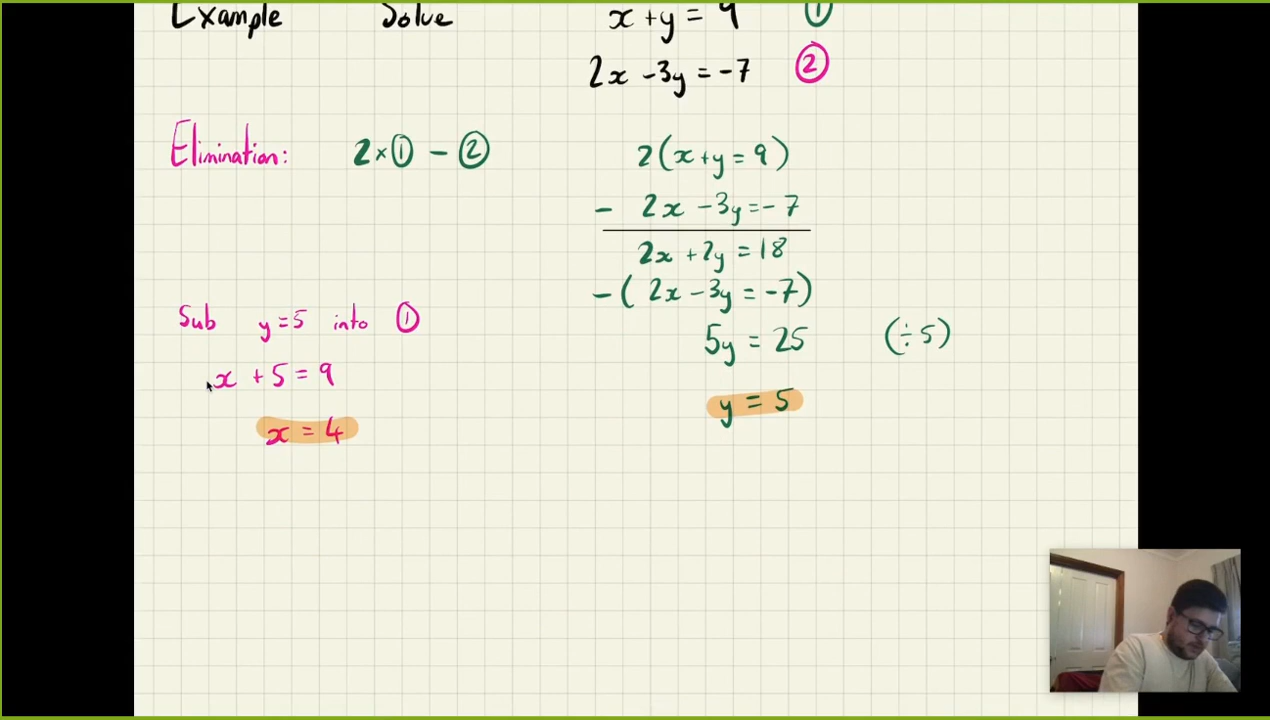 Example Solve x + y = 9 ①
2x - 3y = -7 ②
Elimination: 2 × ① - ② 2(x + y = 9)
- 2x - 3y = -7
2x + 2y = 18
-( 2x - 3y = -7)
Sub y = 5 into ①
5y = 25 (÷5)
x + 5 = 9
y = 5
x = 4